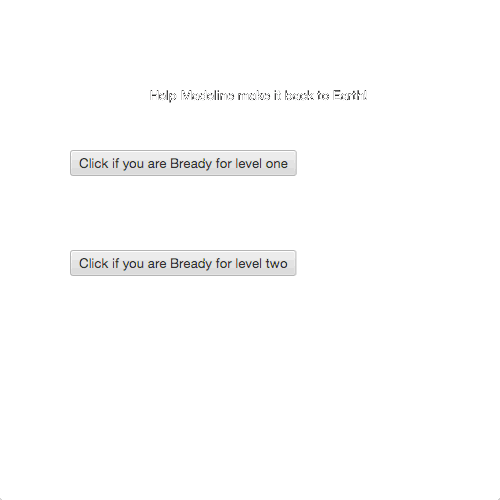 Help Madeline make it back to Earth!
Click if you are Bready for level one
Click if you are Bready for level two